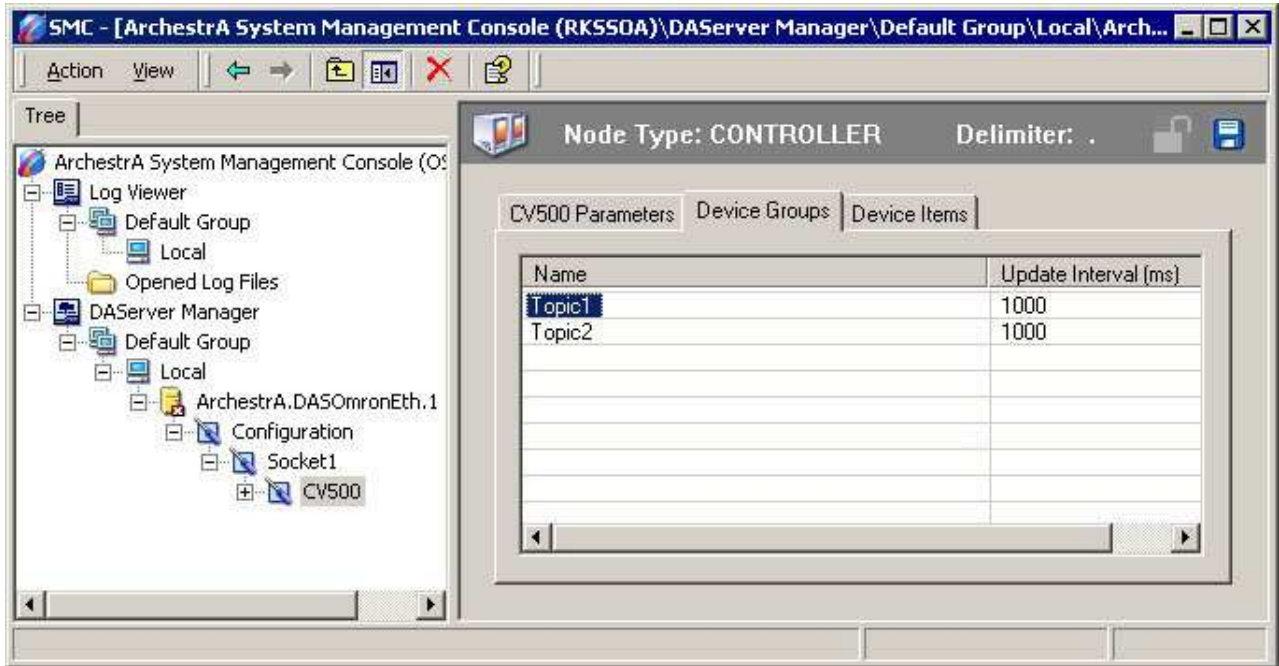 SMC - [ArchestrA System Management Console (RKSSOA)\DAServer Manager\Default Group\Local\Arch...
Action View
Tree
ArchestrA System Management Console (OS
Log Viewer
Default Group
Local
Opened Log Files
DAServer Manager
Default Group
Local
ArchestrA.DASOmronEth.1
Configuration
Socket1
CV500
Node Type: CONTROLLER Delimiter: .
CV500 Parameters Device Groups Device Items
Name Update Interval (ms)
Topic1 1000
Topic2 1000